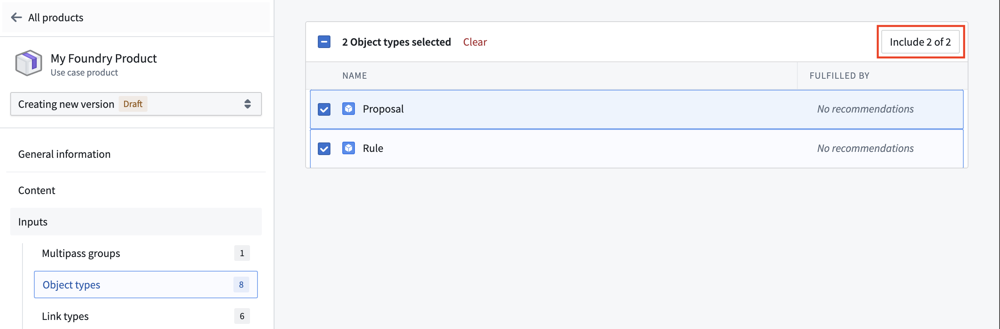 All products
My Foundry Product
Use case product
Creating new version Draft
General information
Content
Inputs
Multipass groups 1
Object types 8
Link types 6
2 Object types selected Clear Include 2 of 2
NAME FULFILLED BY
Proposal No recommendations
Rule No recommendations